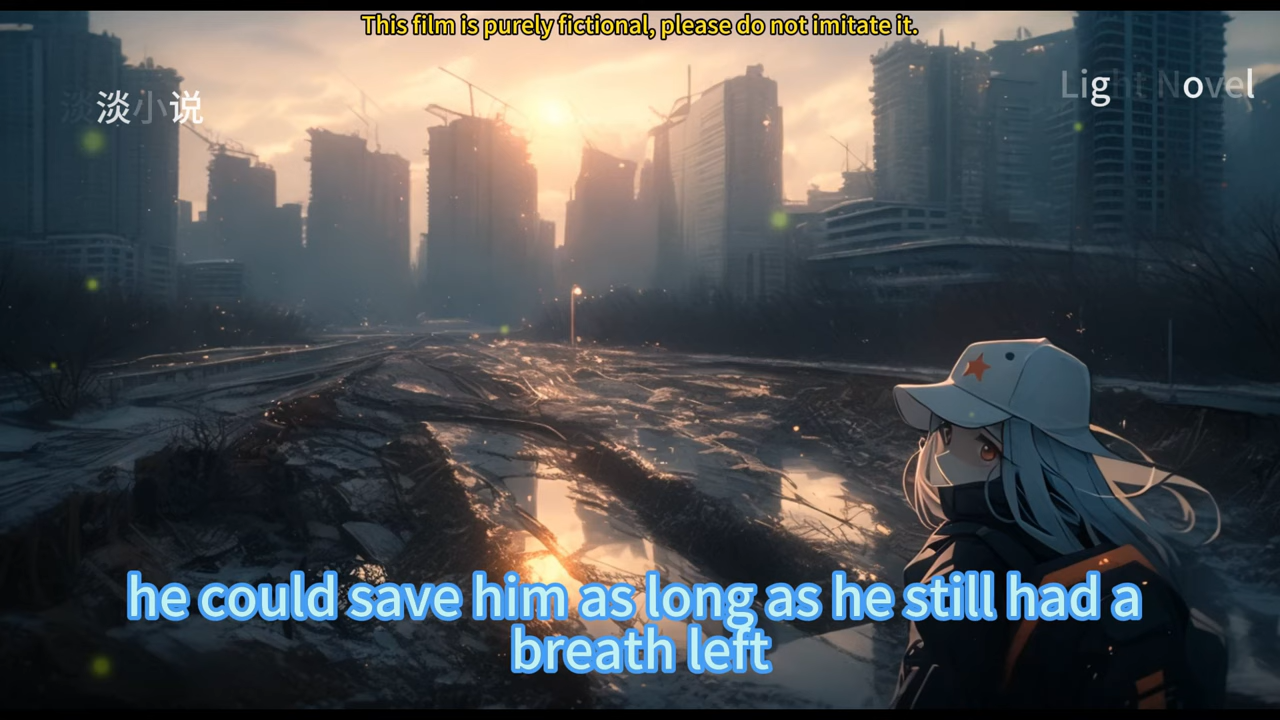 This film is purely fictional, please do not imitate it.
淡淡小说
Light Novel
he could save him as long as he still had a
breath left